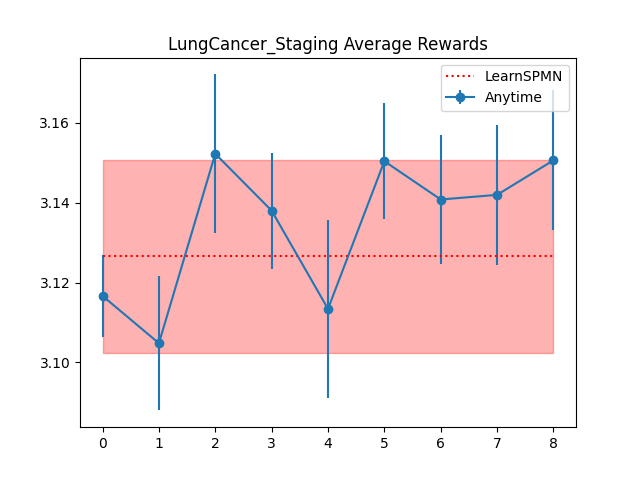 LungCancer_Staging Average Rewards
LearnSPMN
Anytime
3.16
3.14
3.12
3.10
0 1 2 3 4 5 6 7 8